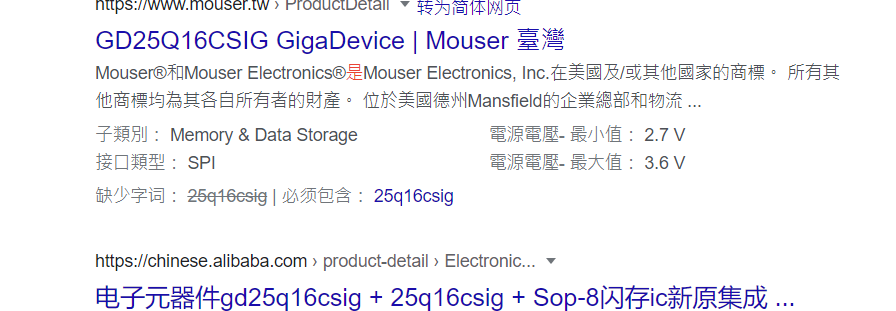 https://www.mouser.tw › ProductDetail 转为简体网页
GD25Q16CSIG GigaDevice | Mouser 臺灣
Mouser®和Mouser Electronics®是Mouser Electronics, Inc.在美國及/或其他國家的商標。 所有其
他商標均為其各自所有者的財產。 位於美國德州Mansfield的企業總部和物流 ...
子類別： Memory & Data Storage 電源電壓- 最小值： 2.7 V
接口類型： SPI 電源電壓- 最大值： 3.6 V
缺少字词： 25q16csig | 必须包含： 25q16csig
https://chinese.alibaba.com › product-detail › Electronic...
电子元器件gd25q16csig + 25q16csig + Sop-8闪存ic新原集成 ...